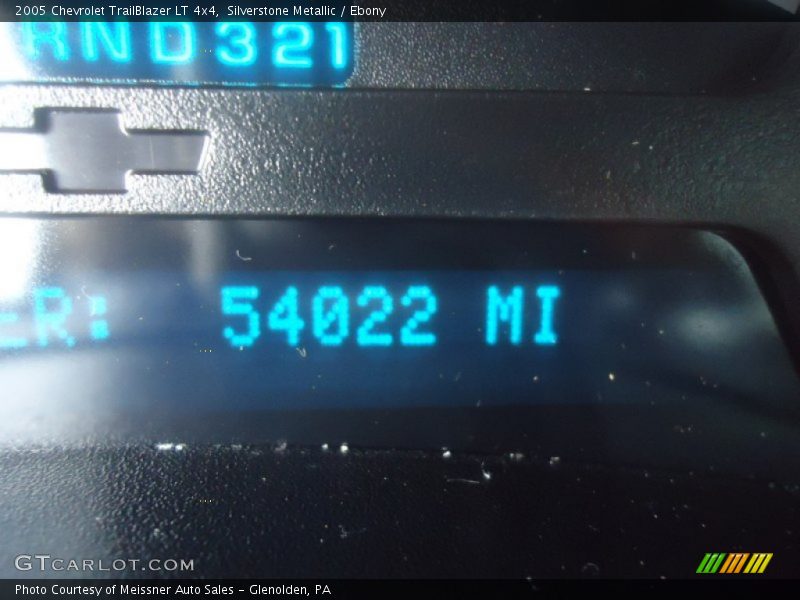 2005 Chevrolet TrailBlazer LT 4x4, Silverstone Metallic / Ebony
RND321
ER: 54022 MI
GTCARLOT.COM
Photo Courtesy of Meissner Auto Sales - Glenolden, PA